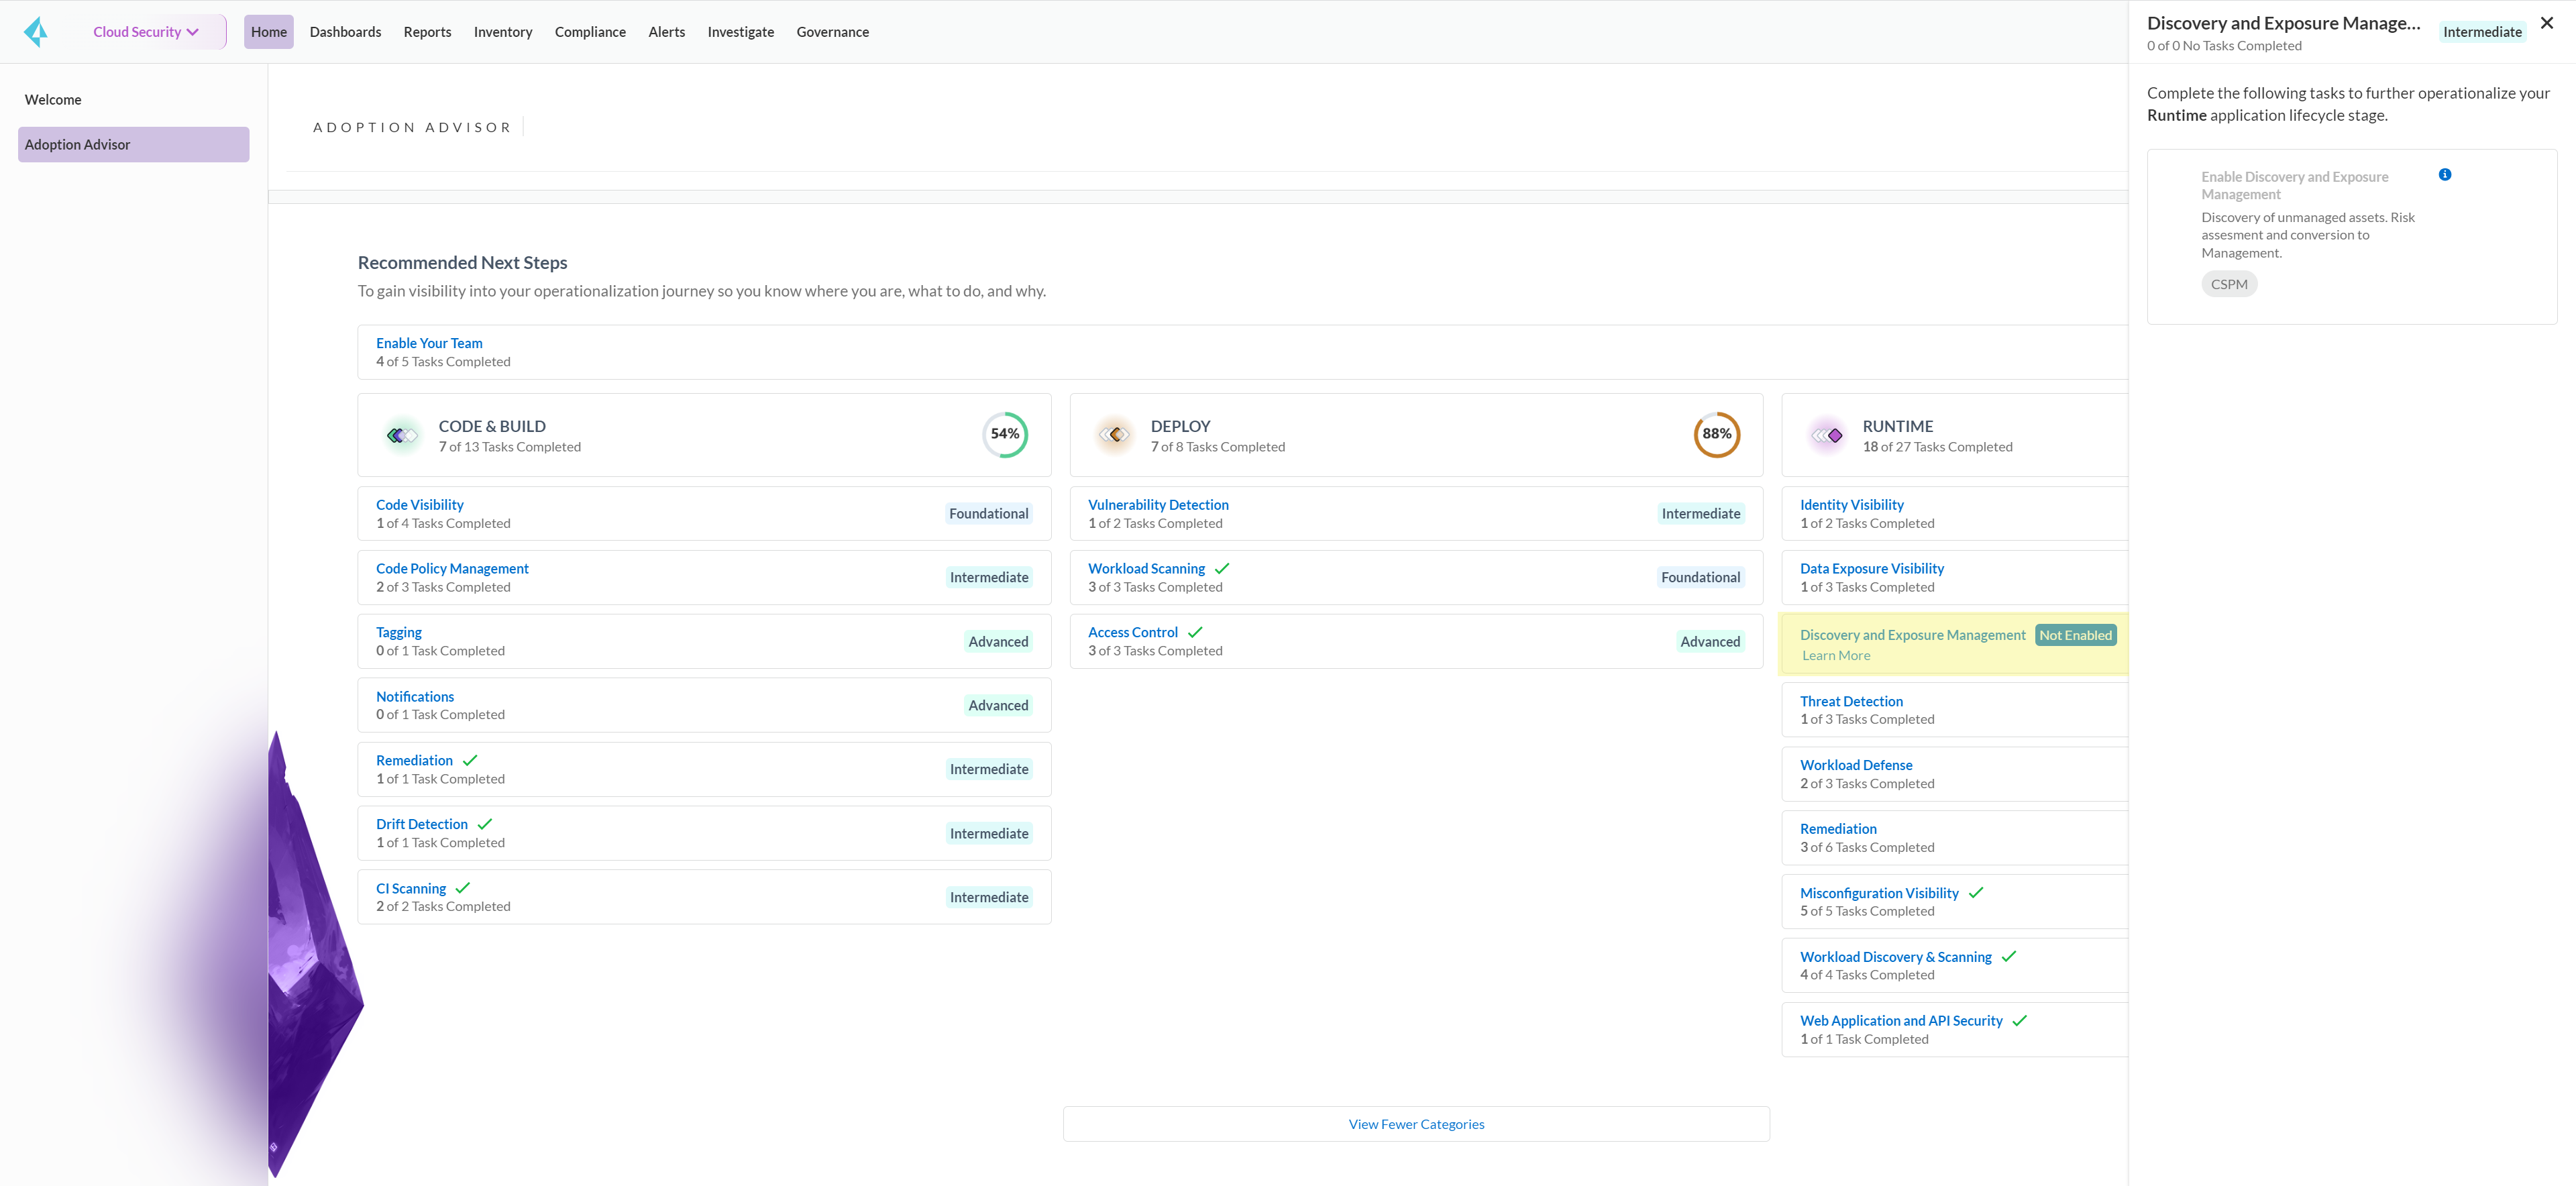 Cloud Security
Home
Dashboards
Reports
Inventory
Compliance
Alerts
Investigate
Governance
Welcome
Adoption Advisor
ADOPTION ADVISOR
Recommended Next Steps
To gain visibility into your operationalization journey so you know where you are, what to do, and why.
Enable Your Team
4 of 5 Tasks Completed
CODE & BUILD
7 of 13 Tasks Completed
54%
Code Visibility
1 of 4 Tasks Completed
Foundational
Code Policy Management
2 of 3 Tasks Completed
Intermediate
Tagging
0 of 1 Task Completed
Advanced
Notifications
0 of 1 Task Completed
Advanced
Remediation
1 of 1 Task Completed
Intermediate
Drift Detection
1 of 1 Task Completed
Intermediate
CI Scanning
2 of 2 Tasks Completed
Intermediate
DEPLOY
7 of 8 Tasks Completed
88%
Vulnerability Detection
1 of 2 Tasks Completed
Intermediate
Workload Scanning
3 of 3 Tasks Completed
Foundational
Access Control
3 of 3 Tasks Completed
Advanced
RUNTIME
18 of 27 Tasks Completed
Identity Visibility
1 of 2 Tasks Completed
Data Exposure Visibility
1 of 3 Tasks Completed
Discovery and Exposure Management
Not Enabled
Learn More
Threat Detection
1 of 3 Tasks Completed
Workload Defense
2 of 3 Tasks Completed
Remediation
3 of 6 Tasks Completed
Misconfiguration Visibility
5 of 5 Tasks Completed
Workload Discovery & Scanning
4 of 4 Tasks Completed
Web Application and API Security
1 of 1 Task Completed
View Fewer Categories
Discovery and Exposure Manage...
Intermediate
0 of 0 No Tasks Completed
Complete the following tasks to further operationalize your
Runtime application lifecycle stage.
Enable Discovery and Exposure
Management
Discovery of unmanaged assets. Risk
assesment and conversion to
Management.
CSPM